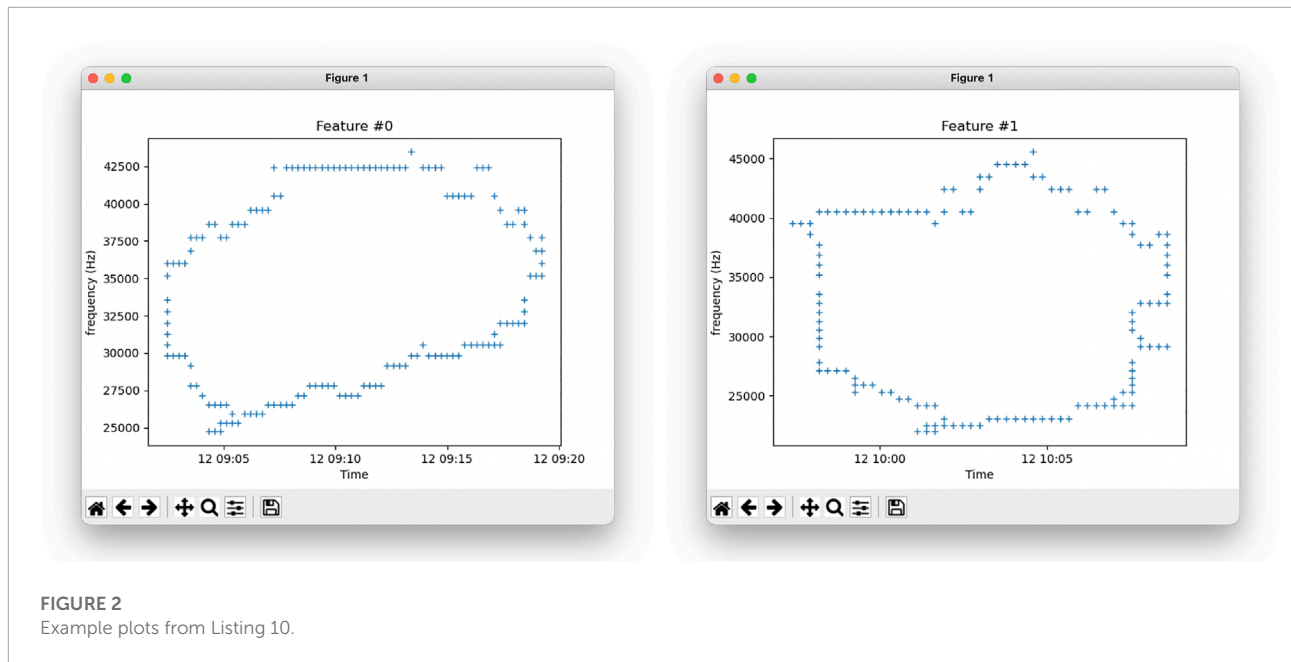 Figure 1
Feature #0
42500
40000
37500
35000
32500
30000
27500
25000
frequency (Hz)
12 09:05
12 09:10
12 09:15
12 09:20
Time
Figure 1
Feature #1
45000
40000
35000
30000
25000
frequency (Hz)
12 10:00
12 10:05
Time
FIGURE 2
Example plots from Listing 10.